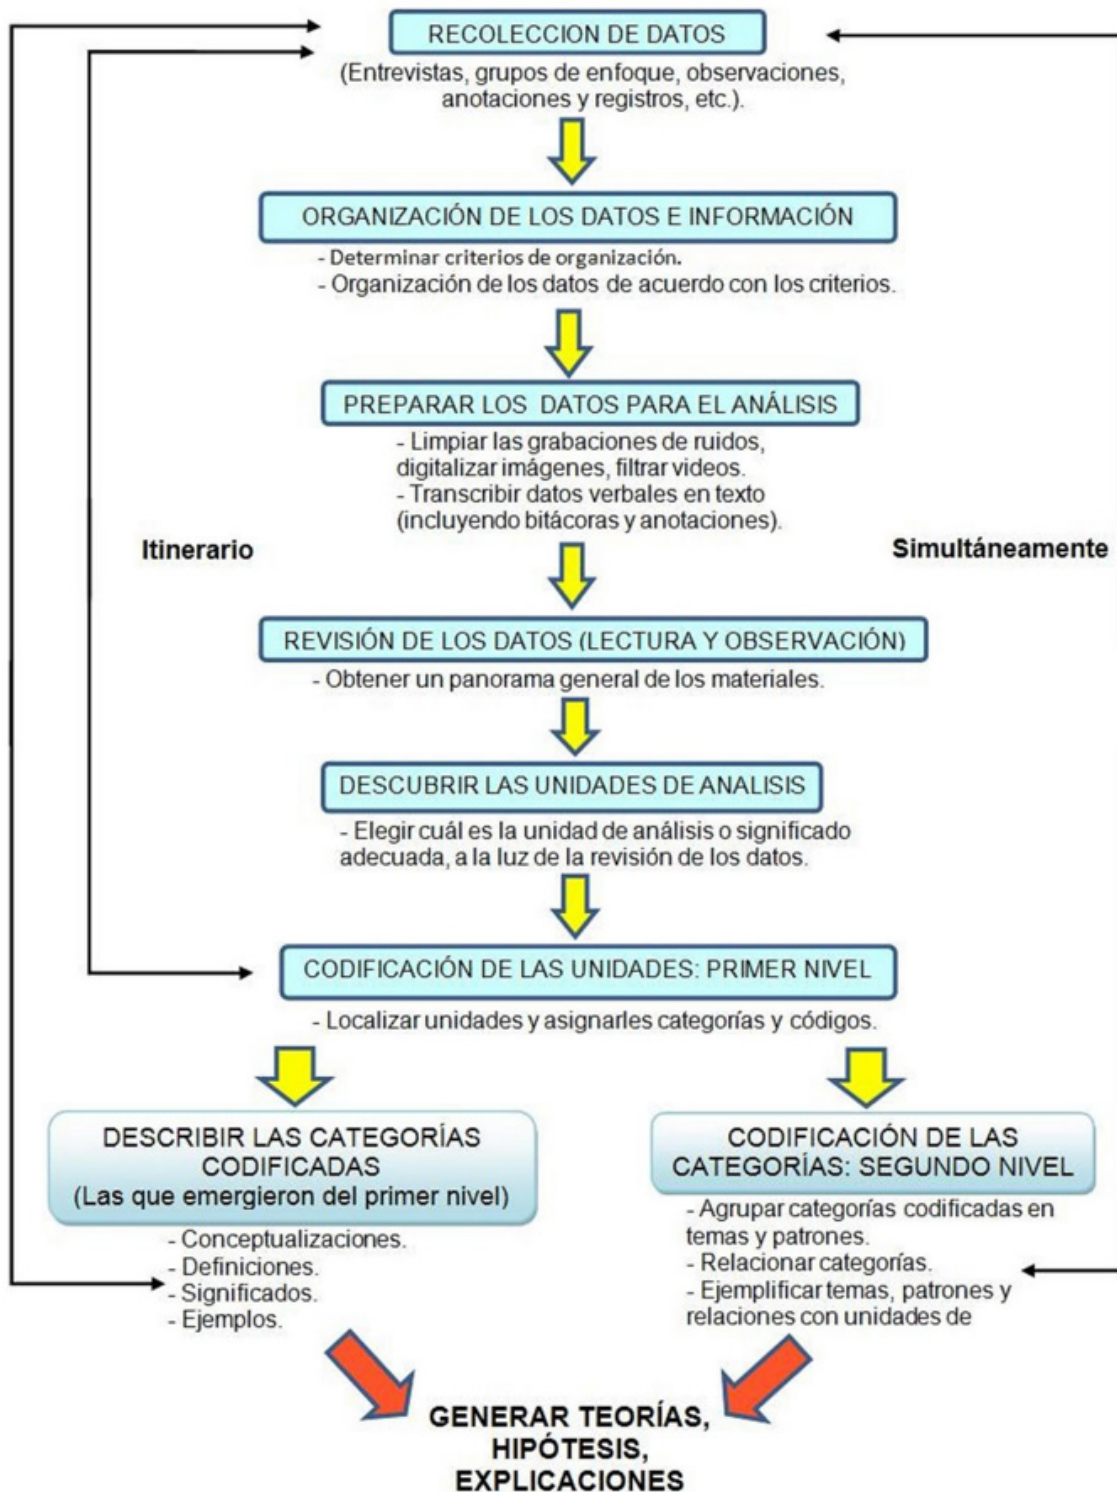 RECOLECCION DE DATOS
(Entrevistas, grupos de enfoque, observaciones,
anotaciones y registros, etc.).
ORGANIZACIÓN DE LOS DATOS E INFORMACIÓN
- Determinar criterios de organización.
- Organización de los datos de acuerdo con los criterios.
PREPARAR LOS DATOS PARA EL ANÁLISIS
- Limpiar las grabaciones de ruidos,
digitalizar imágenes, filtrar videos.
- Transcribir datos verbales en texto
(incluyendo bitácoras y anotaciones).
Itinerario
Simultáneamente
REVISIÓN DE LOS DATOS (LECTURA Y OBSERVACIÓN)
- Obtener un panorama general de los materiales.
DESCUBRIR LAS UNIDADES DE ANALISIS
- Elegir cuál es la unidad de análisis o significado
adecuada, a la luz de la revisión de los datos.
CODIFICACIÓN DE LAS UNIDADES: PRIMER NIVEL
- Localizar unidades y asignarles categorías y códigos.
DESCRIBIR LAS CATEGORÍAS
CODIFICADAS
(Las que emergieron del primer nivel)
- Conceptualizaciones.
- Definiciones.
- Significados.
- Ejemplos.
CODIFICACIÓN DE LAS
CATEGORÍAS: SEGUNDO NIVEL
- Agrupar categorías codificadas en
temas y patrones.
- Relacionar categorías.
- Ejemplificar temas, patrones y
relaciones con unidades de
GENERAR TEORÍAS,
HIPÓTESIS,
EXPLICACIONES